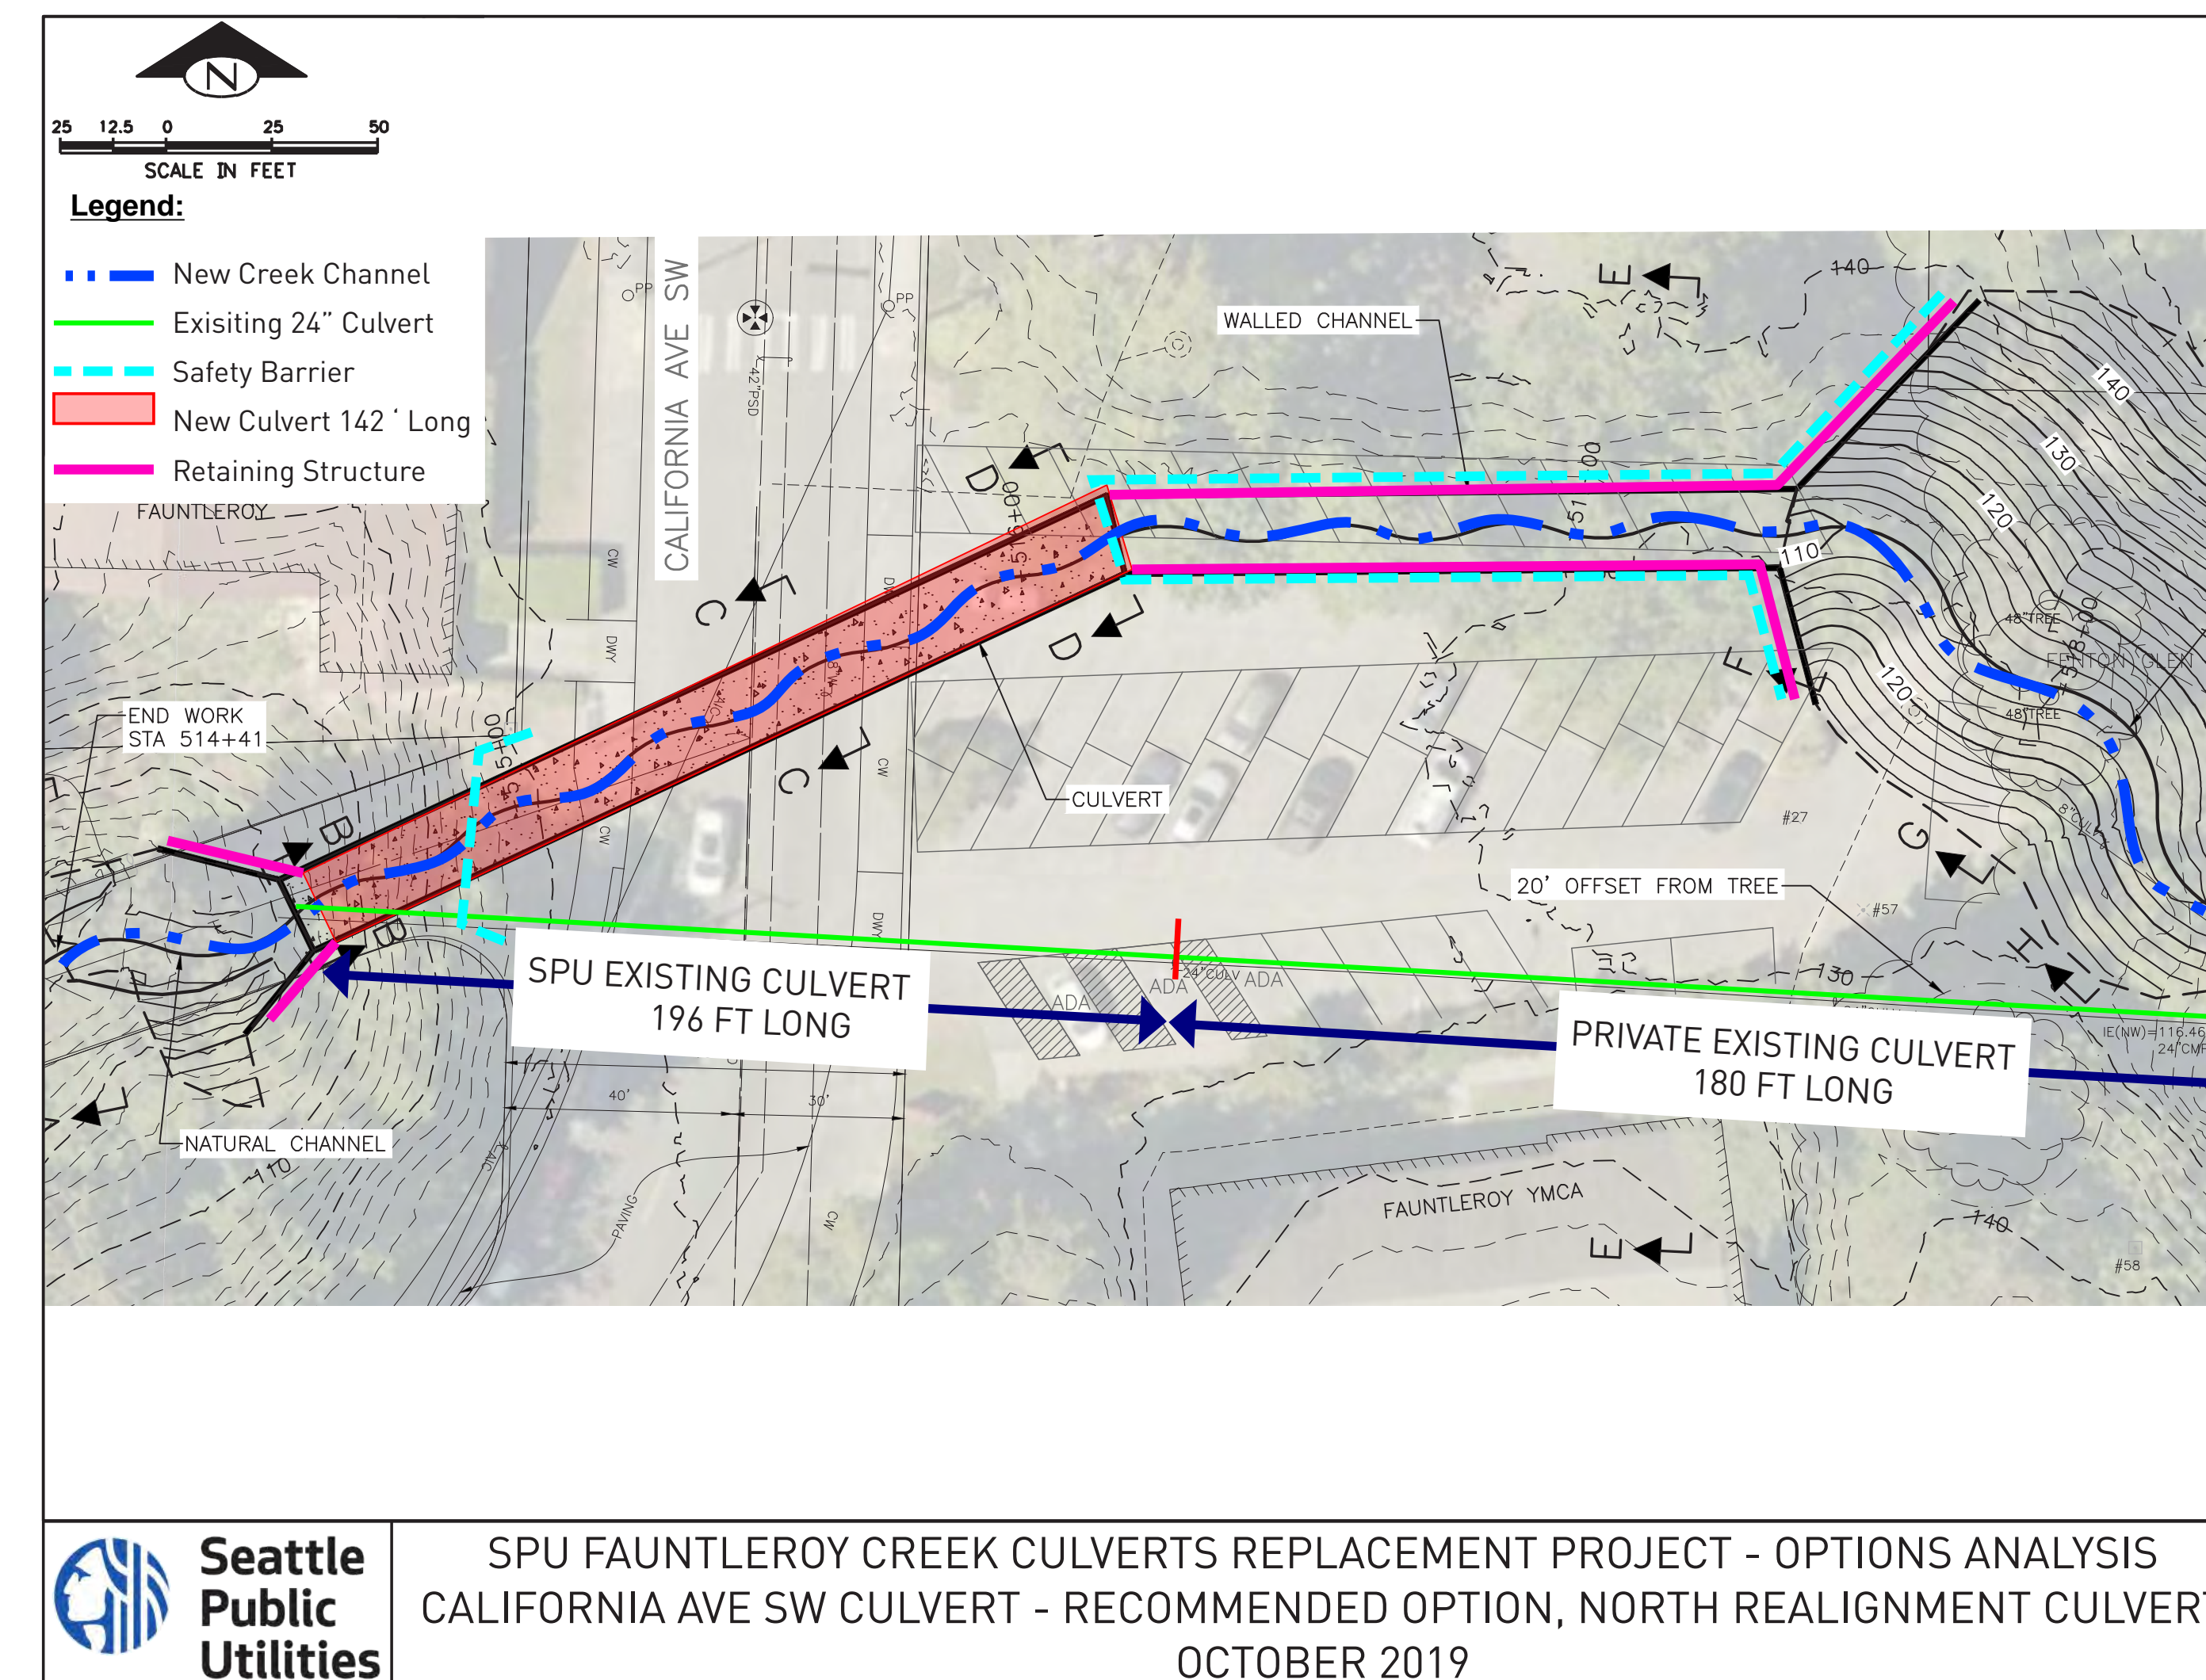 N
25 12.5 0 25 50
SCALE IN FEET
Legend:
New Creek Channel
Exisiting 24" Culvert
Safety Barrier
New Culvert 142 ' Long
Retaining Structure
FAUNTLEROY
CALIFORNIA AVE SW
PP
PP
42"PSD
WALLED CHANNEL
E
140
140
130
120
110
120
D
D
C
C
B
B
CW
DWY
CW
CW
DWY
CW
END WORK
STA 514+41
CULVERT
F
48"TREE
FENTON GLEN
48"TREE
#27
G
20' OFFSET FROM TREE
#57
H
130
SPU EXISTING CULVERT
196 FT LONG
24"CULV
ADA
ADA
ADA
PRIVATE EXISTING CULVERT
180 FT LONG
IE(NW)=116.46
40'
30'
NATURAL CHANNEL
110
PAVING
FAUNTLEROY YMCA
E
140
#58
Seattle
Public
Utilities
SPU FAUNTLEROY CREEK CULVERTS REPLACEMENT PROJECT - OPTIONS ANALYSIS
CALIFORNIA AVE SW CULVERT - RECOMMENDED OPTION, NORTH REALIGNMENT CULVERT
OCTOBER 2019